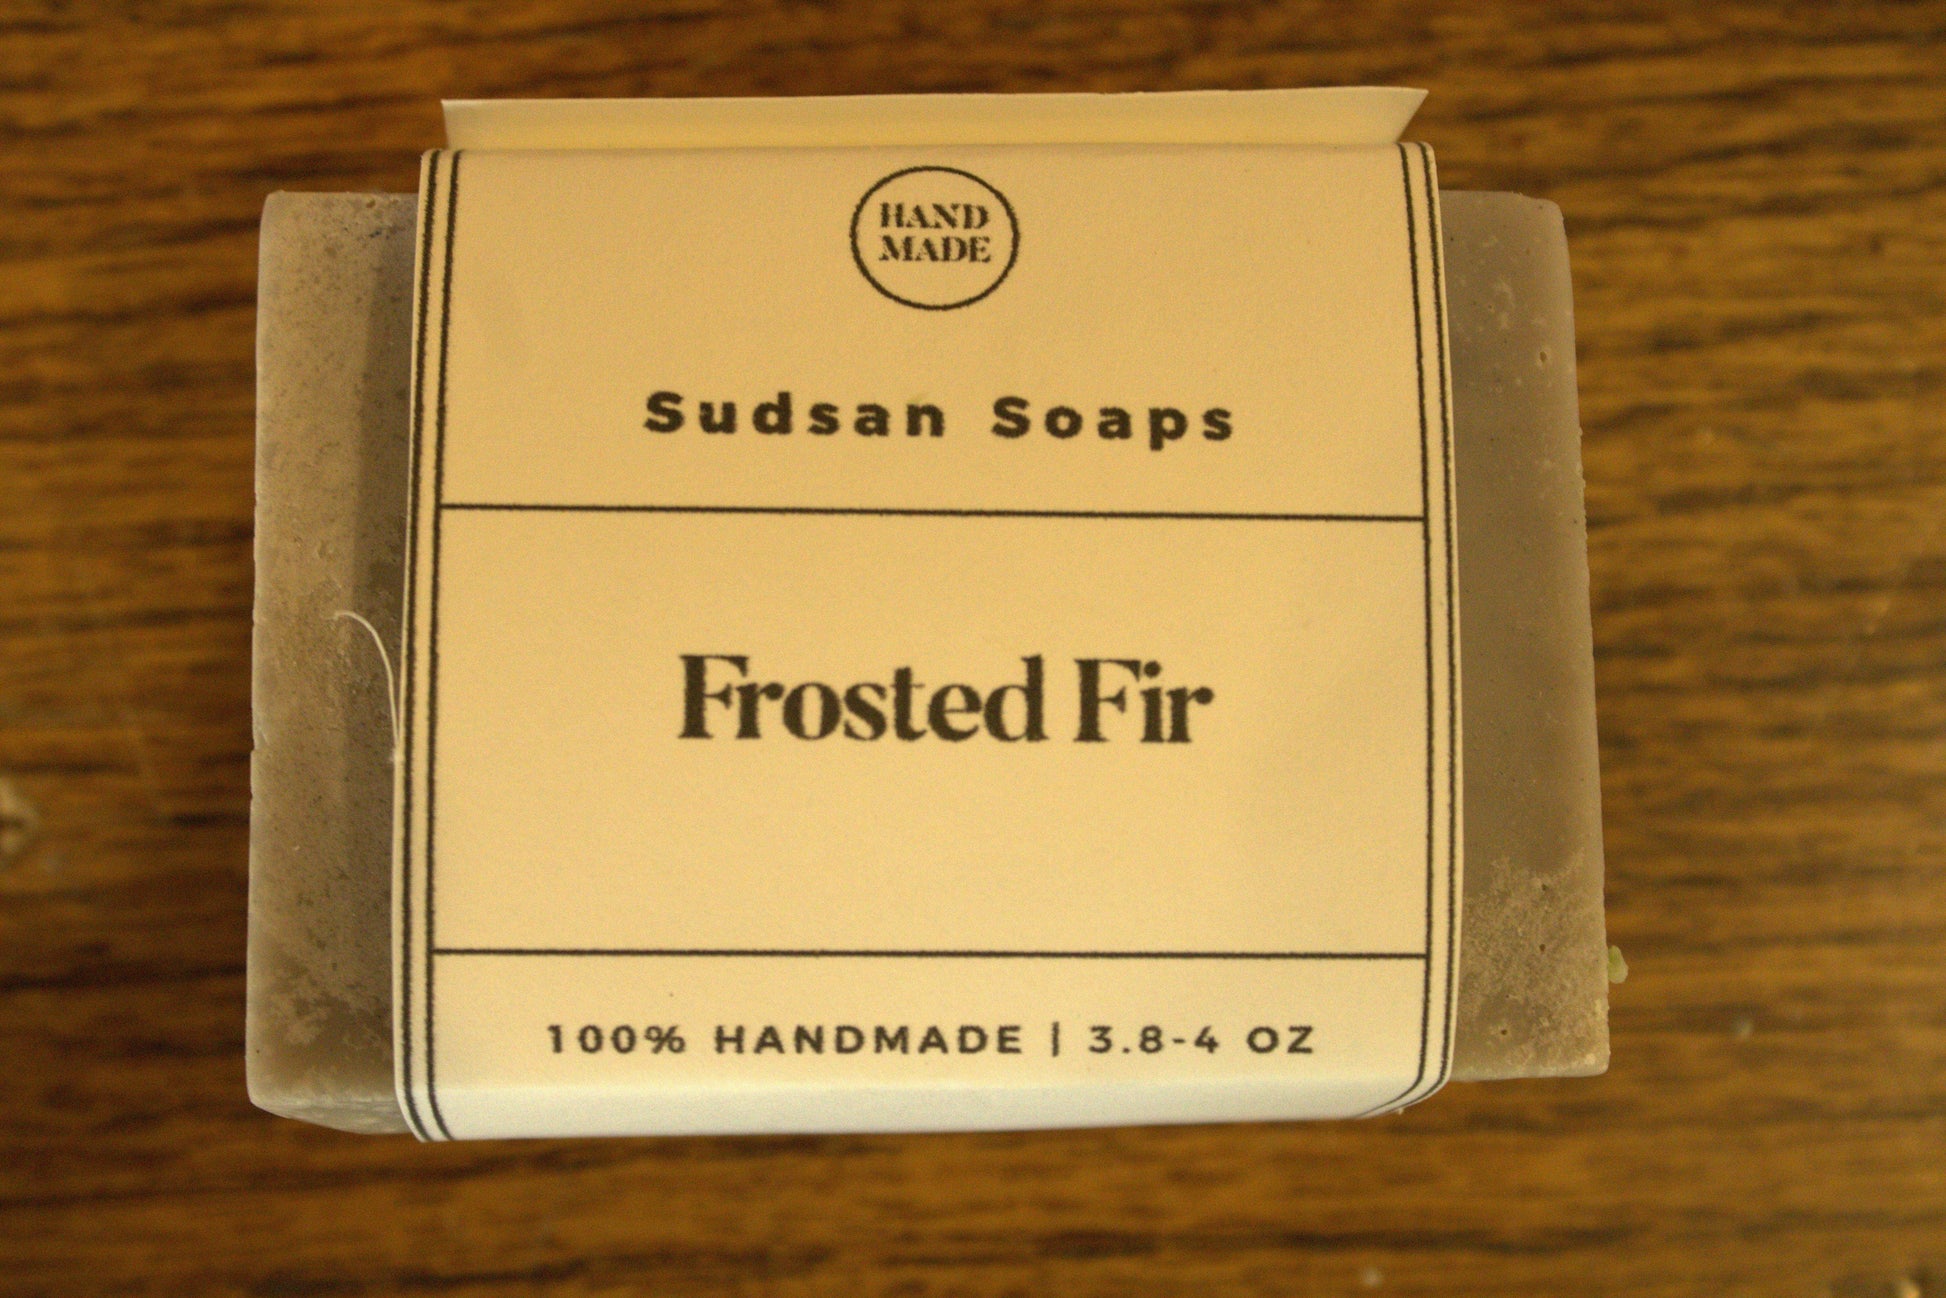 HAND
MADE
Sudsan Soaps
Frosted Fir
100% HANDMADE | 3.8-4 OZ